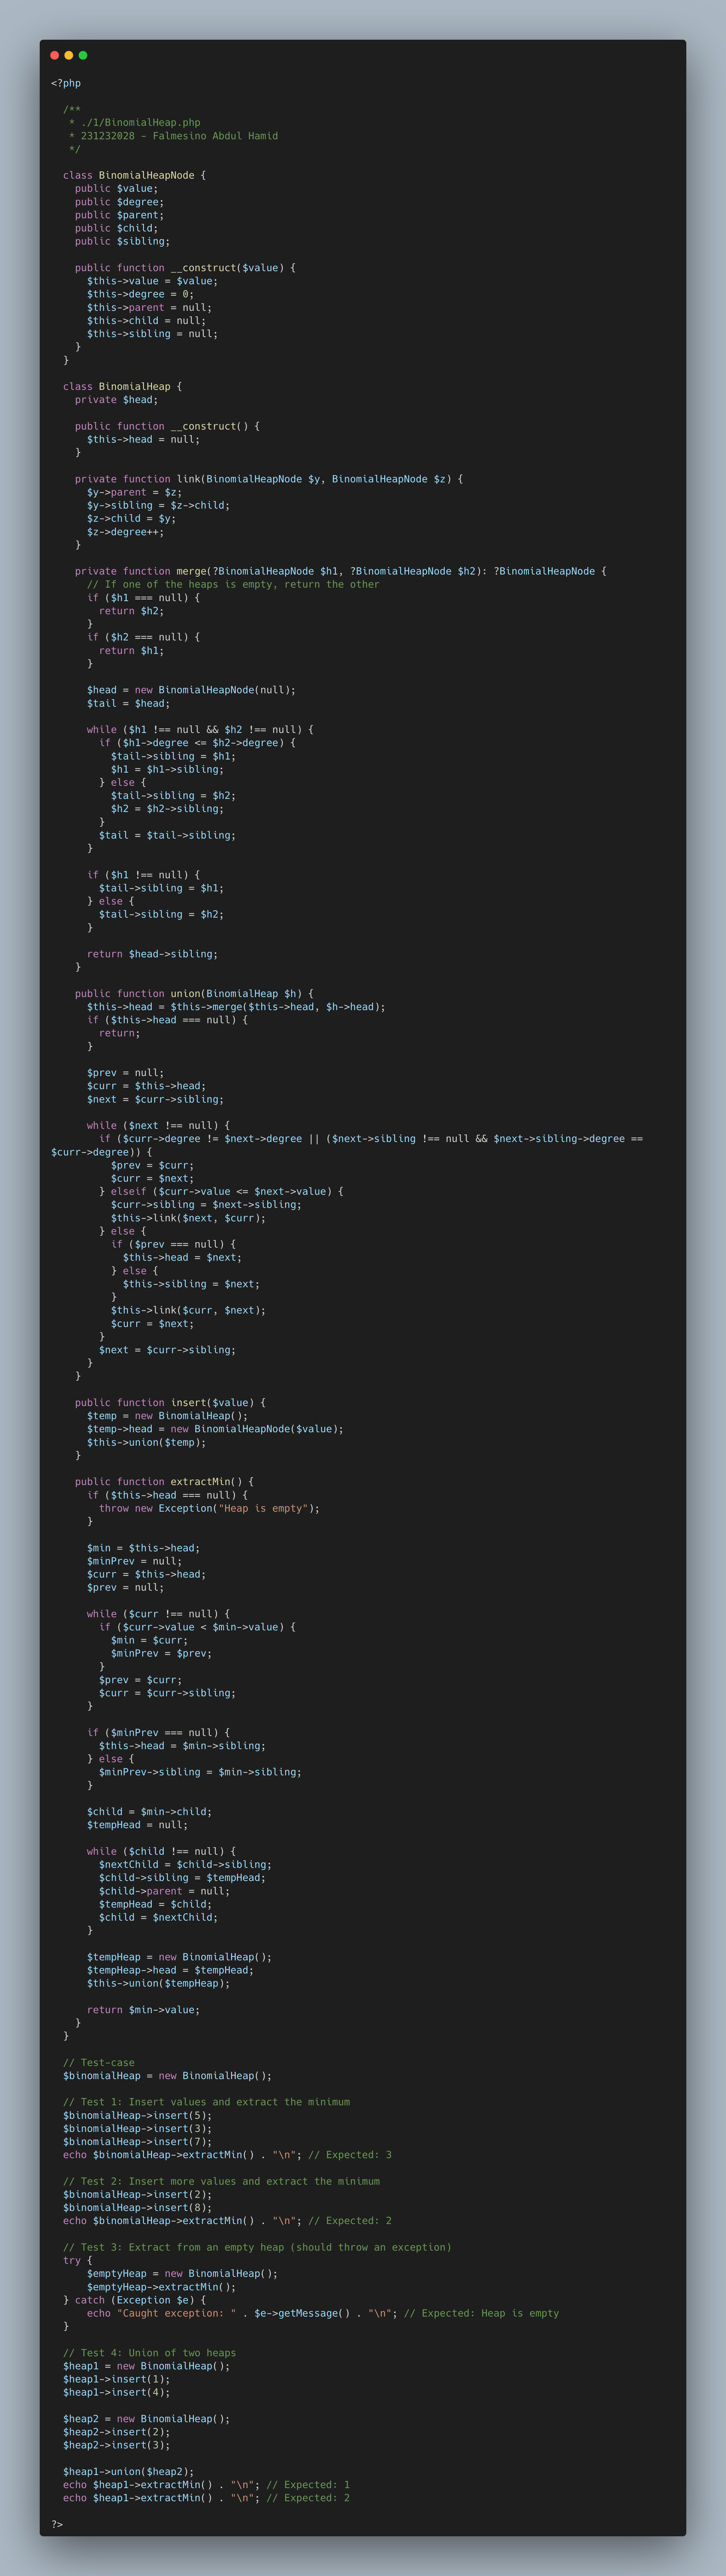 <?php
/**
 * ./1/BinomialHeap.php
 * 231232028 - Falmesino Abdul Hamid
 */
class BinomialHeapNode {
public $value;
public $degree;
public $parent;
public $child;
public $sibling;
public function __construct($value) {
$this->value = $value;
$this->degree = 0;
$this->parent = null;
$this->child = null;
$this->sibling = null;
}
}
class BinomialHeap {
private $head;
public function __construct() {
$this->head = null;
}
private function link(BinomialHeapNode $y, BinomialHeapNode $z) {
$y->parent = $z;
$y->sibling = $z->child;
$z->child = $y;
$z->degree++;
}
private function merge(?BinomialHeapNode $h1, ?BinomialHeapNode $h2): ?BinomialHeapNode {
// If one of the heaps is empty, return the other
if ($h1 === null) {
return $h2;
}
if ($h2 === null) {
return $h1;
}
$head = new BinomialHeapNode(null);
$tail = $head;
while ($h1 !== null && $h2 !== null) {
if ($h1->degree <= $h2->degree) {
$tail->sibling = $h1;
$h1 = $h1->sibling;
} else {
$tail->sibling = $h2;
$h2 = $h2->sibling;
}
$tail = $tail->sibling;
}
if ($h1 !== null) {
$tail->sibling = $h1;
} else {
$tail->sibling = $h2;
}
return $head->sibling;
}
public function union(BinomialHeap $h) {
$this->head = $this->merge($this->head, $h->head);
if ($this->head === null) {
return;
}
$prev = null;
$curr = $this->head;
$next = $curr->sibling;
while ($next !== null) {
if ($curr->degree != $next->degree || ($next->sibling !== null && $next->sibling->degree ==
$curr->degree)) {
$prev = $curr;
$curr = $next;
} elseif ($curr->value <= $next->value) {
$curr->sibling = $next->sibling;
$this->link($next, $curr);
} else {
if ($prev === null) {
$this->head = $next;
} else {
$this->sibling = $next;
}
$this->link($curr, $next);
$curr = $next;
}
$next = $curr->sibling;
}
}
public function insert($value) {
$temp = new BinomialHeap();
$temp->head = new BinomialHeapNode($value);
$this->union($temp);
}
public function extractMin() {
if ($this->head === null) {
throw new Exception("Heap is empty");
}
$min = $this->head;
$minPrev = null;
$curr = $this->head;
$prev = null;
while ($curr !== null) {
if ($curr->value < $min->value) {
$min = $curr;
$minPrev = $prev;
}
$prev = $curr;
$curr = $curr->sibling;
}
if ($minPrev === null) {
$this->head = $min->sibling;
} else {
$minPrev->sibling = $min->sibling;
}
$child = $min->child;
$tempHead = null;
while ($child !== null) {
$nextChild = $child->sibling;
$child->sibling = $tempHead;
$child->parent = null;
$tempHead = $child;
$child = $nextChild;
}
$tempHeap = new BinomialHeap();
$tempHeap->head = $tempHead;
$this->union($tempHeap);
return $min->value;
}
}
// Test-case
$binomialHeap = new BinomialHeap();
// Test 1: Insert values and extract the minimum
$binomialHeap->insert(5);
$binomialHeap->insert(3);
$binomialHeap->insert(7);
echo $binomialHeap->extractMin() . "\n"; // Expected: 3
// Test 2: Insert more values and extract the minimum
$binomialHeap->insert(2);
$binomialHeap->insert(8);
echo $binomialHeap->extractMin() . "\n"; // Expected: 2
// Test 3: Extract from an empty heap (should throw an exception)
try {
$emptyHeap = new BinomialHeap();
$emptyHeap->extractMin();
} catch (Exception $e) {
echo "Caught exception: " . $e->getMessage() . "\n"; // Expected: Heap is empty
}
// Test 4: Union of two heaps
$heap1 = new BinomialHeap();
$heap1->insert(1);
$heap1->insert(4);
$heap2 = new BinomialHeap();
$heap2->insert(2);
$heap2->insert(3);
$heap1->union($heap2);
echo $heap1->extractMin() . "\n"; // Expected: 1
echo $heap1->extractMin() . "\n"; // Expected: 2
?>